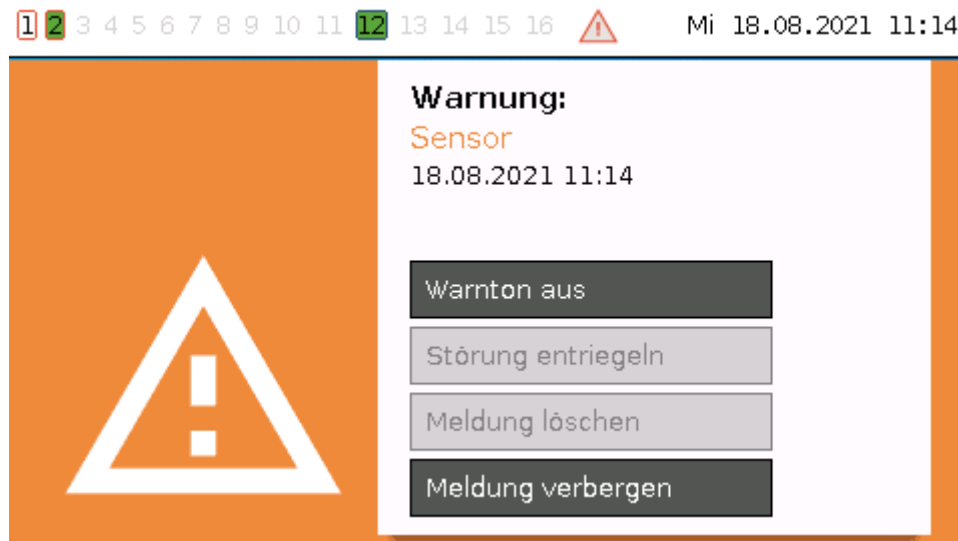 1 2 3 4 5 6 7 8 9 10 11 12 13 14 15 16 Mi 18.08.2021 11:14
Warnung:
Sensor
18.08.2021 11:14
Warnton aus
Störung entriegeln
Meldung löschen
Meldung verbergen